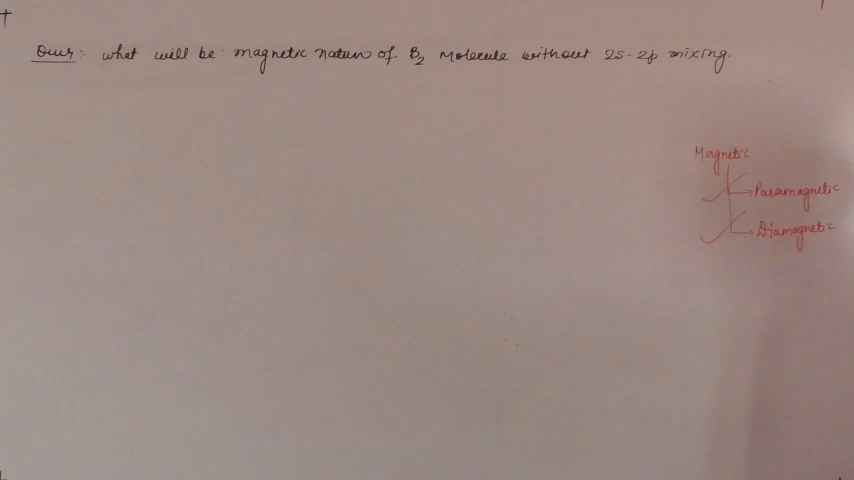 Ques: what will be magnetic nature of B₂ Molecule without 2s-2p mixing.
Magnetic
Paramagnetic
Diamagnetic